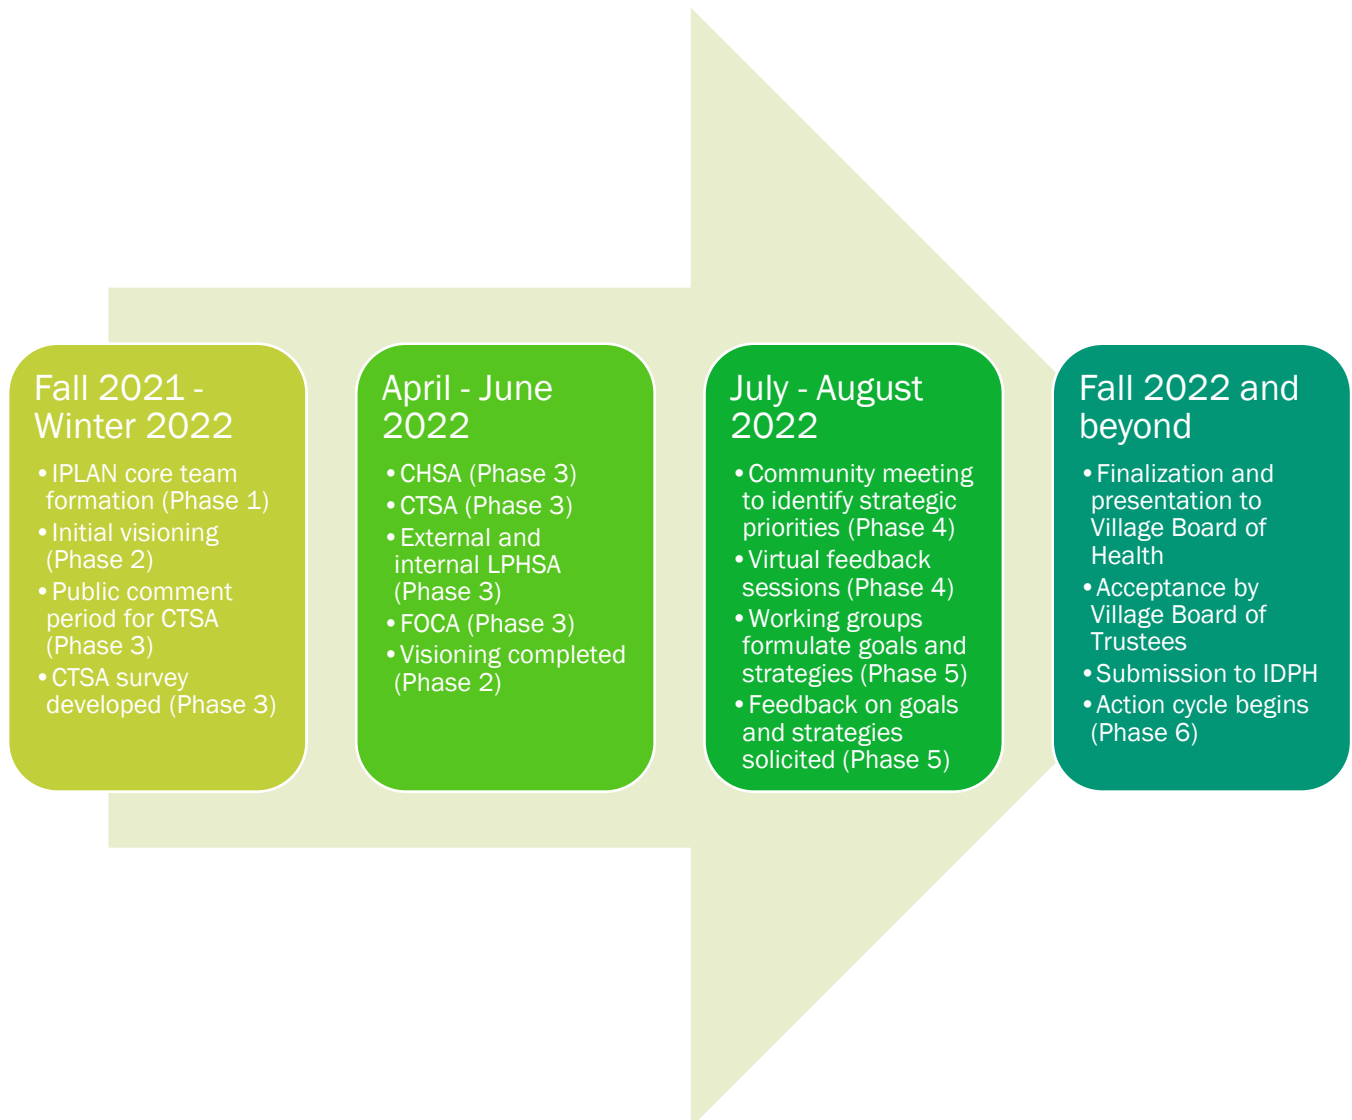 Fall 2021 -
Winter 2022
•IPLAN core team
formation (Phase 1)
•Initial visioning
(Phase 2)
•Public comment
period for CTSA
(Phase 3)
•CTSA survey
developed (Phase 3)
April - June
2022
•CHSA (Phase 3)
•CTSA (Phase 3)
•External and
internal LPHSA
(Phase 3)
•FOCA (Phase 3)
•Visioning completed
(Phase 2)
July - August
2022
•Community meeting
to identify strategic
priorities (Phase 4)
•Virtual feedback
sessions (Phase 4)
•Working groups
formulate goals and
strategies (Phase 5)
•Feedback on goals
and strategies
solicited (Phase 5)
Fall 2022 and
beyond
•Finalization and
presentation to
Village Board of
Health
•Acceptance by
Village Board of
Trustees
•Submission to IDPH
•Action cycle begins
(Phase 6)